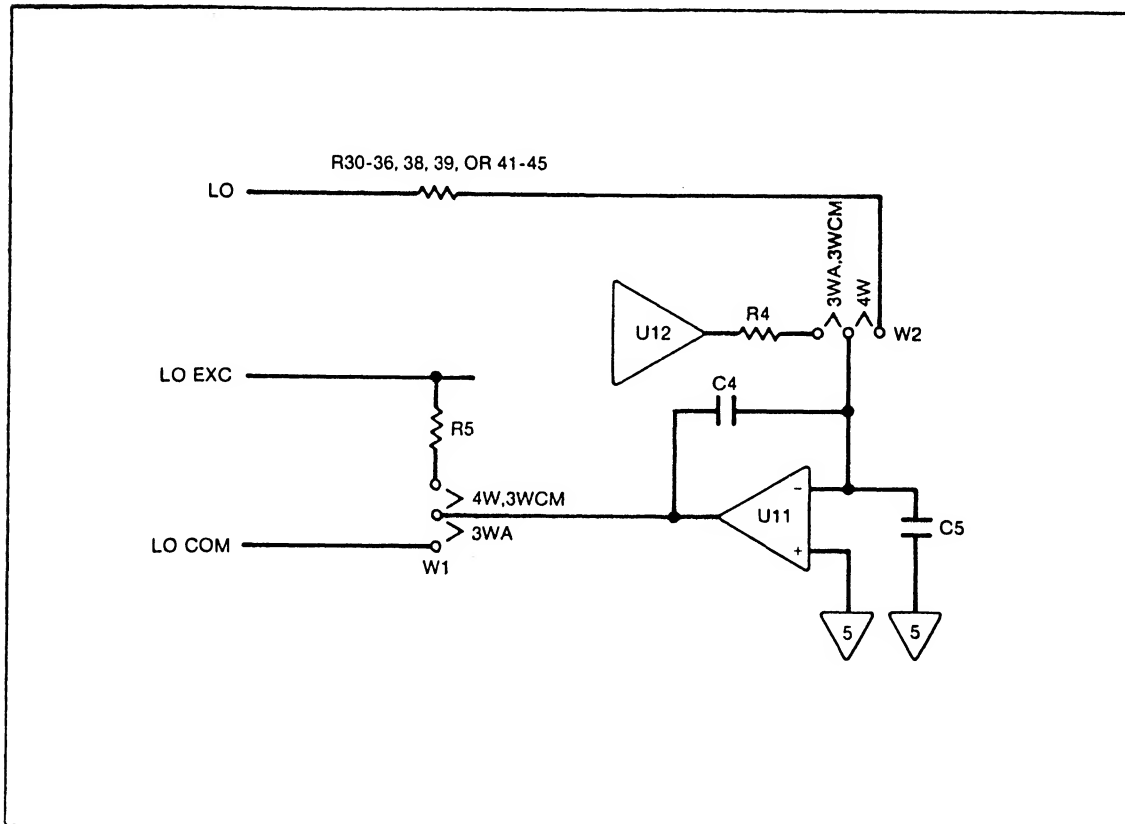 R30-36, 38, 39, OR 41-45
LO
3WA,3WCM
4W
R4
U12
W2
LO EXC
C4
R5
4W,3WCM
U11
−
+
C5
3WA
LO COM
W1
5
5